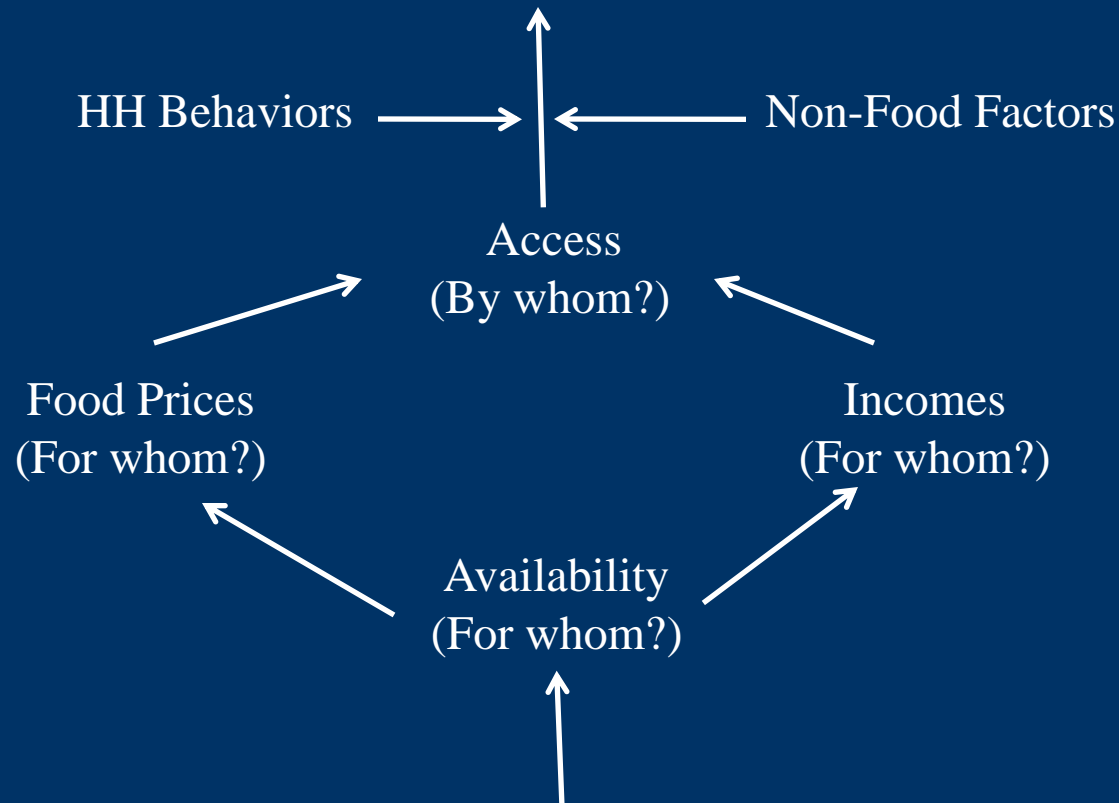 HH Behaviors
Non-Food Factors
Access
(By whom?)
Food Prices
(For whom?)
Incomes
(For whom?)
Availability
(For whom?)